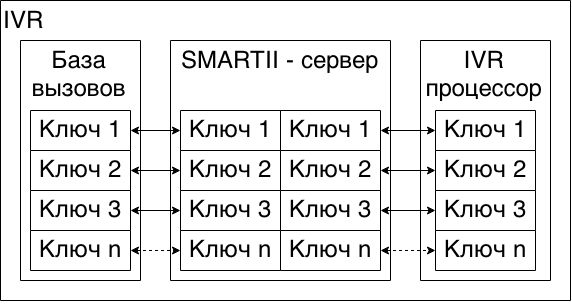 IVR
База
вызовов
Ключ 1
Ключ 2
Ключ 3
Ключ n
SMARTII - сервер
Ключ 1 Ключ 1
Ключ 2 Ключ 2
Ключ 3 Ключ 3
Ключ n Ключ n
IVR
процессор
Ключ 1
Ключ 2
Ключ 3
Ключ n